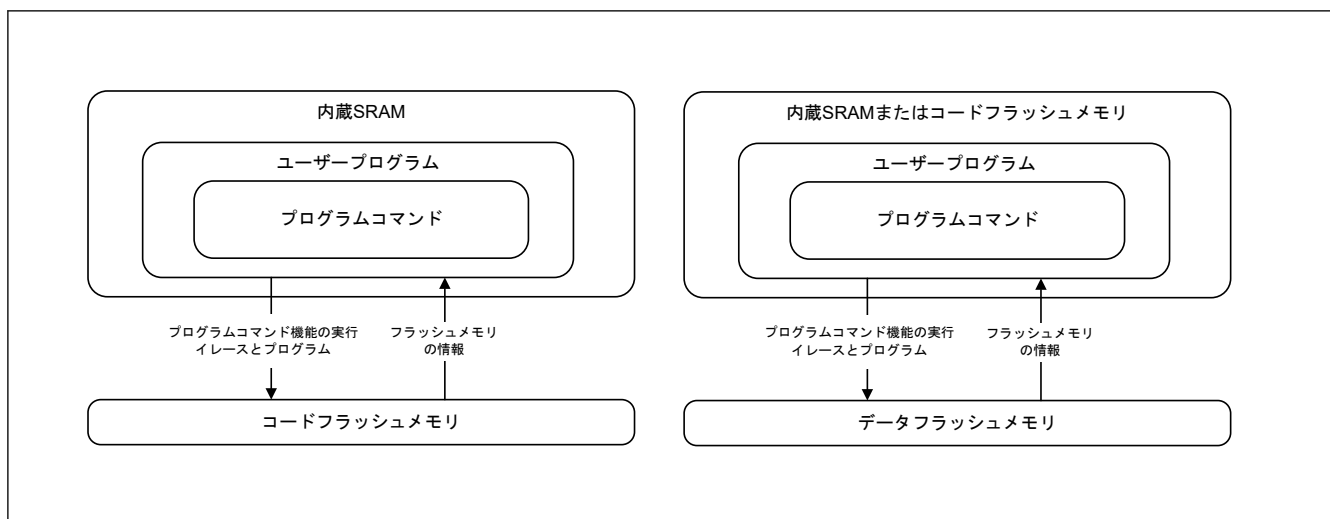 内蔵SRAM
ユーザープログラム
プログラムコマンド
プログラムコマンド機能の実行
イレースとプログラム
フラッシュメモリ
の情報
コードフラッシュメモリ
内蔵SRAMまたはコードフラッシュメモリ
ユーザープログラム
プログラムコマンド
プログラムコマンド機能の実行
イレースとプログラム
フラッシュメモリ
の情報
データフラッシュメモリ